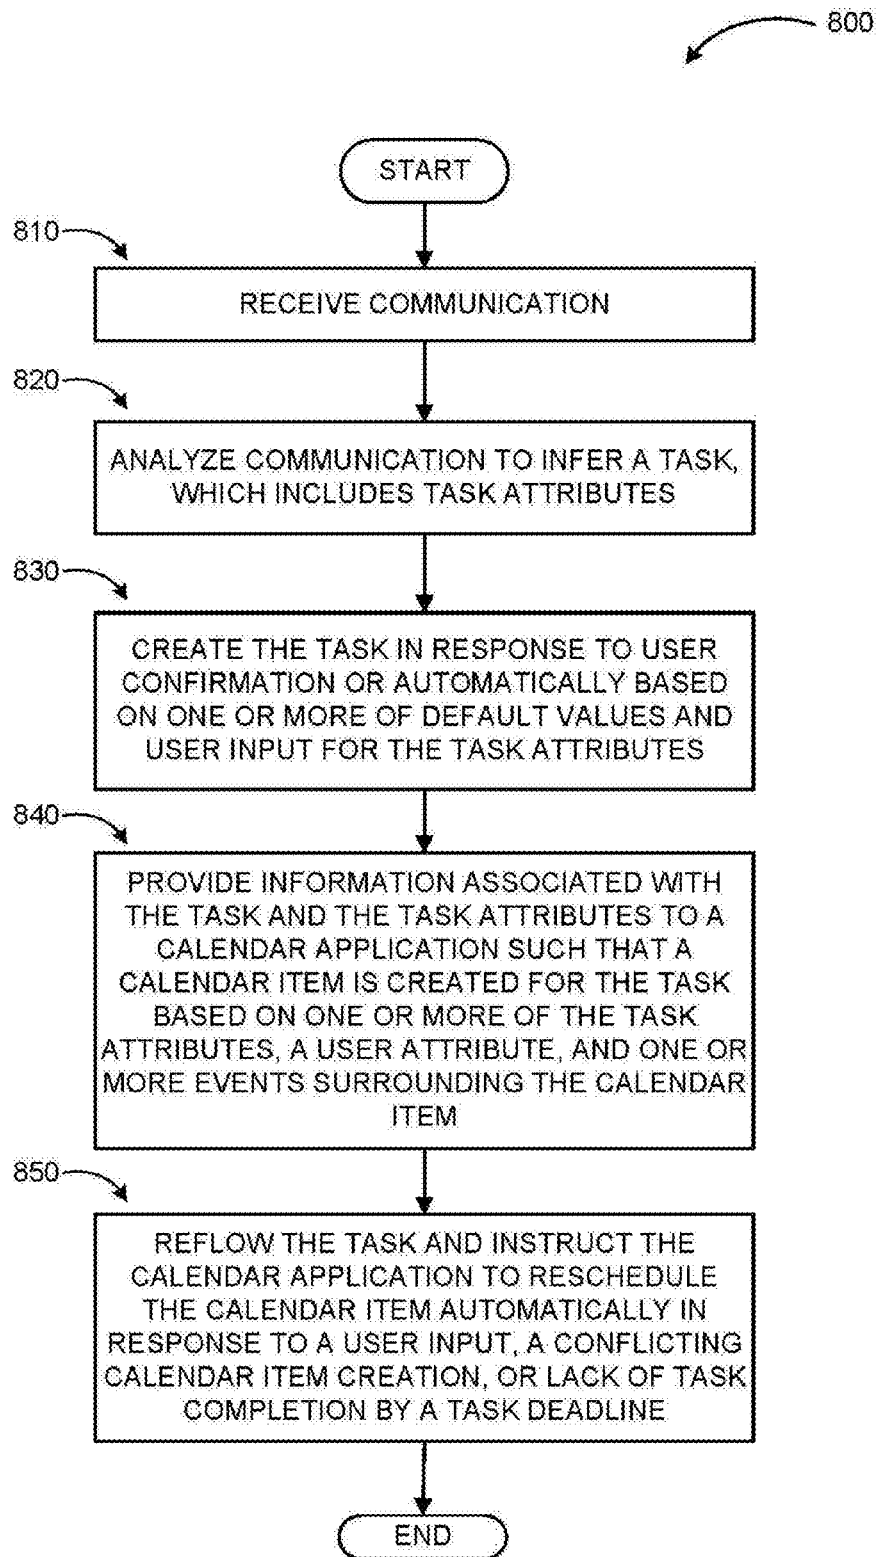 800
START
810
RECEIVE COMMUNICATION
820
ANALYZE COMMUNICATION TO INFER A TASK,
WHICH INCLUDES TASK ATTRIBUTES
830
CREATE THE TASK IN RESPONSE TO USER
CONFIRMATION OR AUTOMATICALLY BASED
ON ONE OR MORE OF DEFAULT VALUES AND
USER INPUT FOR THE TASK ATTRIBUTES
840
PROVIDE INFORMATION ASSOCIATED WITH
THE TASK AND THE TASK ATTRIBUTES TO A
CALENDAR APPLICATION SUCH THAT A
CALENDAR ITEM IS CREATED FOR THE TASK
BASED ON ONE OR MORE OF THE TASK
ATTRIBUTES, A USER ATTRIBUTE, AND ONE OR
MORE EVENTS SURROUNDING THE CALENDAR
ITEM
850
REFLOW THE TASK AND INSTRUCT THE
CALENDAR APPLICATION TO RESCHEDULE
THE CALENDAR ITEM AUTOMATICALLY IN
RESPONSE TO A USER INPUT, A CONFLICTING
CALENDAR ITEM CREATION, OR LACK OF TASK
COMPLETION BY A TASK DEADLINE
END